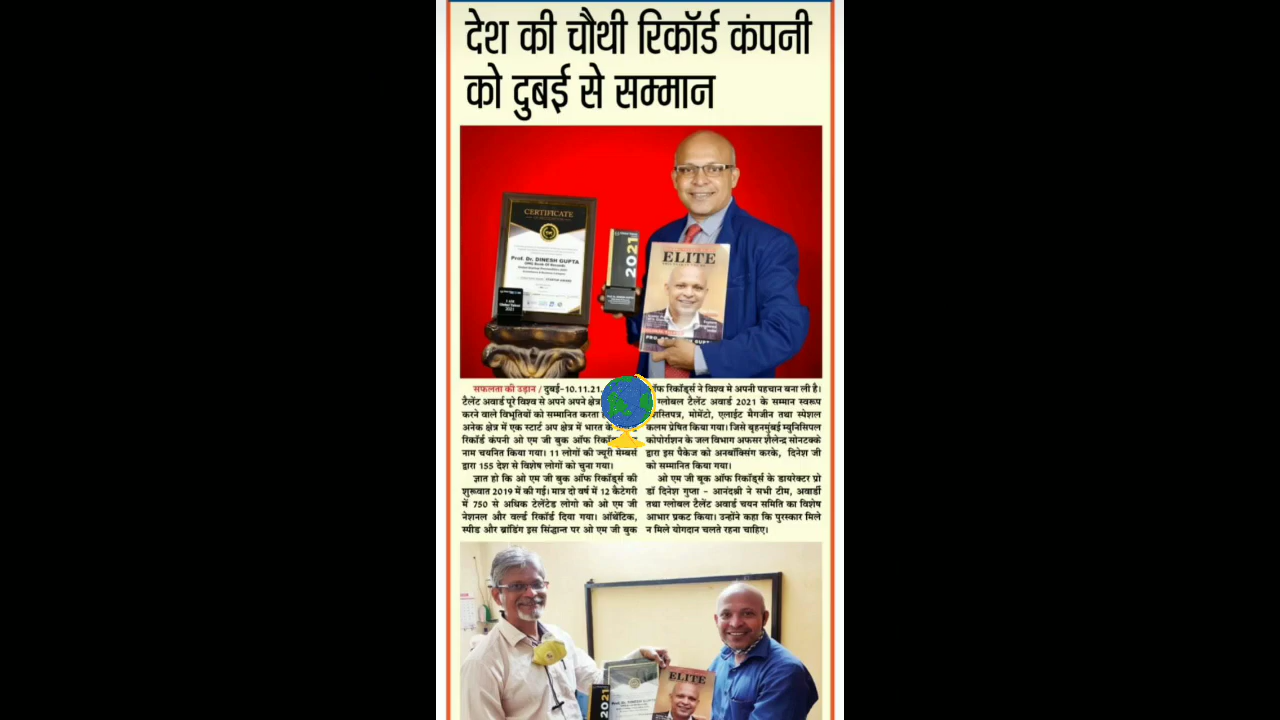 देश की चौथी रिकॉर्ड कंपनी
को दुबई से सम्मान
CERTIFICATE
Prof. Dr. DINESH GUPTA
OMG Book Of Records
2021
ELITE
सफलता की उड़ान / दुबई-10.11.21.
टैलेंट अवार्ड पूरे विश्व से अपने अपने क्षेत्र
करने वाले विभूतियों को सम्मानित करता
अनेक क्षेत्र में एक स्टार्ट अप क्षेत्र में भारत के
रिकॉर्ड कंपनी ओ एम जी बुक ऑफ रिकॉर्ड
नाम चयनित किया गया। 11 लोगों की ज्यूरी मेम्बर्स
द्वारा 155 देश से विशेष लोगों को चुना गया।
ज्ञात हो कि ओ एम जी बुक ऑफ रिकॉर्ड्स की
शुरूवात 2019 में की गई। मात्र दो वर्ष में 12 कैटेगरी
में 750 से अधिक टेलेंटेड लोगो को ओ एम जी
नेशनल और वर्ल्ड रिकॉर्ड दिया गया। ऑथेंटिक,
स्पीड और ब्रांडिंग इस सिंद्धान्त पर ओ एम जी बुक
ऑफ रिकॉर्ड्स ने विश्व मे अपनी पहचान बना ली है।
ग्लोबल टैलेंट अवार्ड 2021 के सम्मान स्वरूप
मोमेंटो, एलाईट मैगजीन तथा स्पेशल
कलम प्रेषित किया गया। जिसे बृहनमुंबई म्युनिसिपल
कोपोर्राशन के जल विभाग अफसर शैलेन्द्र सोनटक्के
द्वारा इस पैकेज को अनबॉक्सिंग करके, दिनेश जी
को सम्मानित किया गया।
ओ एम जी बूक ऑफ रिकॉर्ड्स के डायरेक्टर प्रो
डॉ दिनेश गुप्ता - आनंदश्री ने सभी टीम, अवार्डी
तथा ग्लोबल टैलेंट अवार्ड चयन समिति का विशेष
आभार प्रकट किया। उन्होंने कहा कि पुरस्कार मिले
न मिले योगदान चलते रहना चाहिए।
2021
ELITE